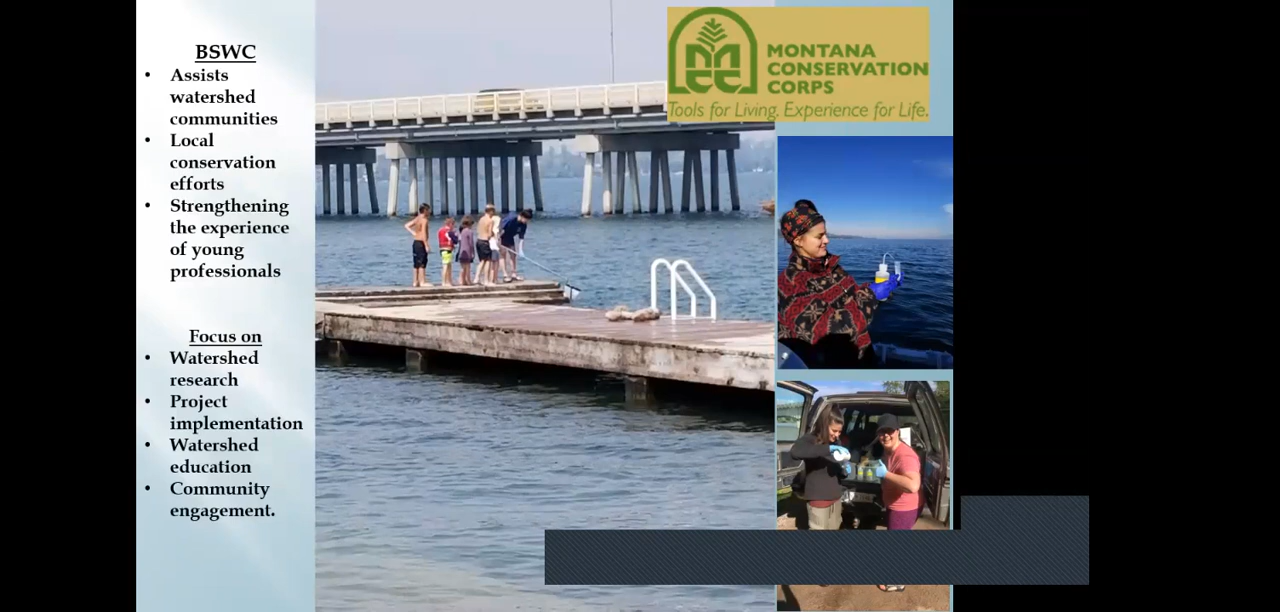 BSWC
• Assists
watershed
communities
• Local
conservation
efforts
• Strengthening
the experience
of young
professionals
Focus on
• Watershed
research
• Project
implementation
• Watershed
education
• Community
engagement.
MONTANA
CONSERVATION
CORPS
Tools for Living. Experience for Life.